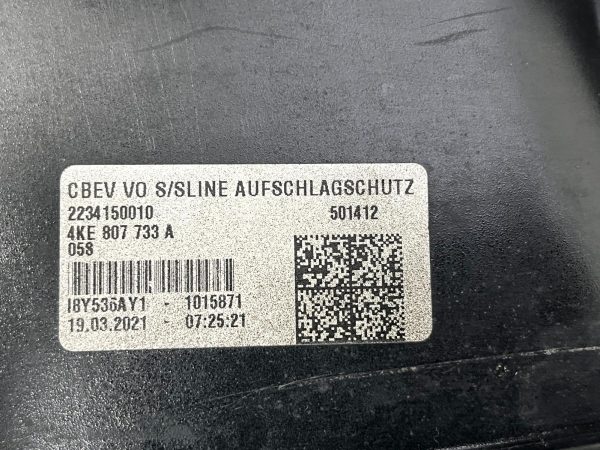 CBEV VO S/SLINE AUFSCHLAGSCHUTZ
2234150010 501412
4KE 807 733 A
058
I8Y536AY1 - 1015871
19.03.2021 - 07:25:21